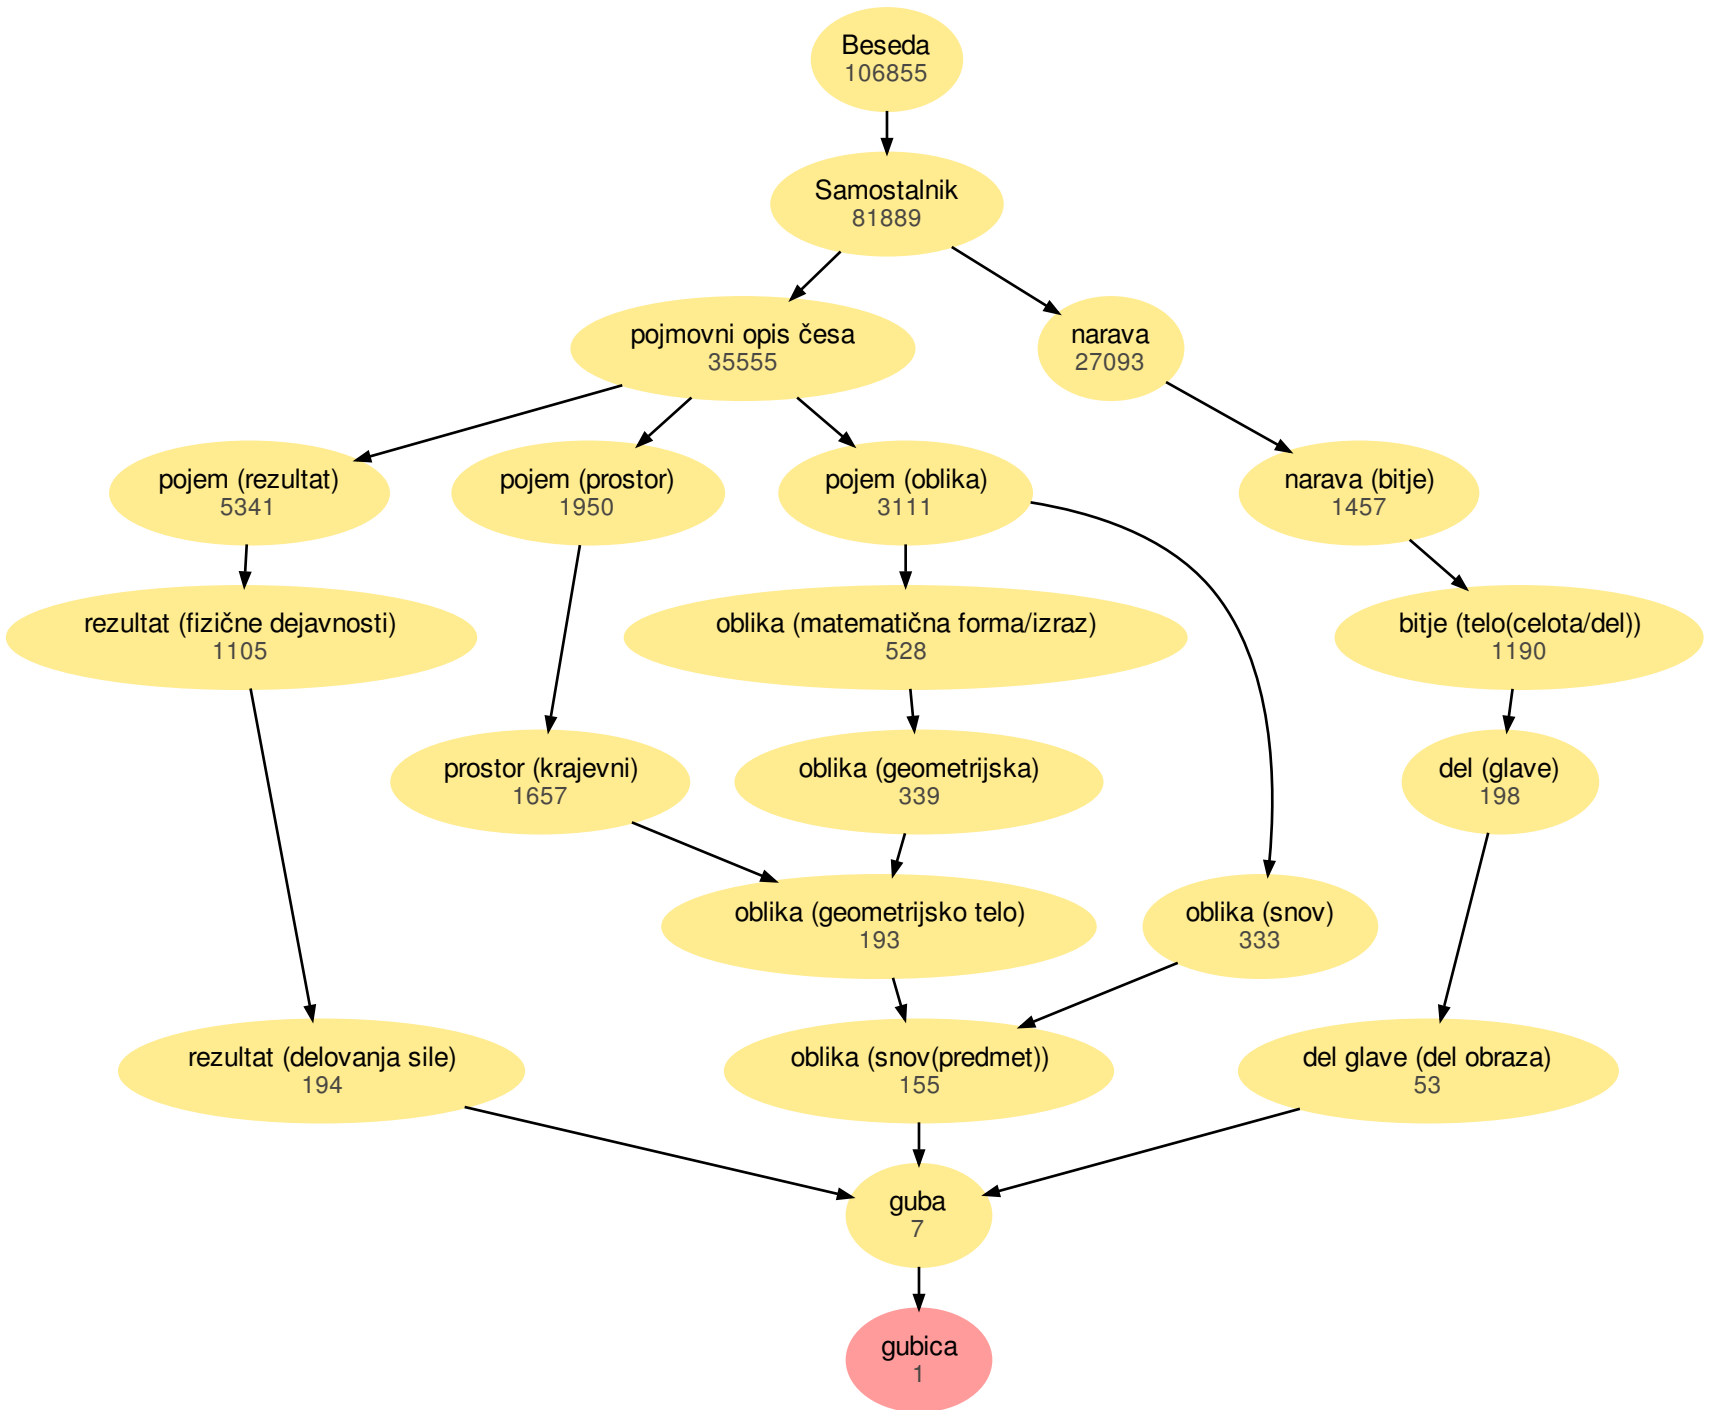 Beseda
106855
Samostalnik
81889
pojmovni opis česa
35555
narava
27093
pojem (rezultat)
5341
pojem (prostor)
1950
pojem (oblika)
3111
narava (bitje)
1457
rezultat (fizične dejavnosti)
1105
oblika (matematična forma/izraz)
528
bitje (telo(celota/del))
1190
prostor (krajevni)
1657
oblika (geometrijska)
339
del (glave)
198
oblika (geometrijsko telo)
193
oblika (snov)
333
rezultat (delovanja sile)
194
oblika (snov(predmet))
155
del glave (del obraza)
53
guba
7
gubica
1